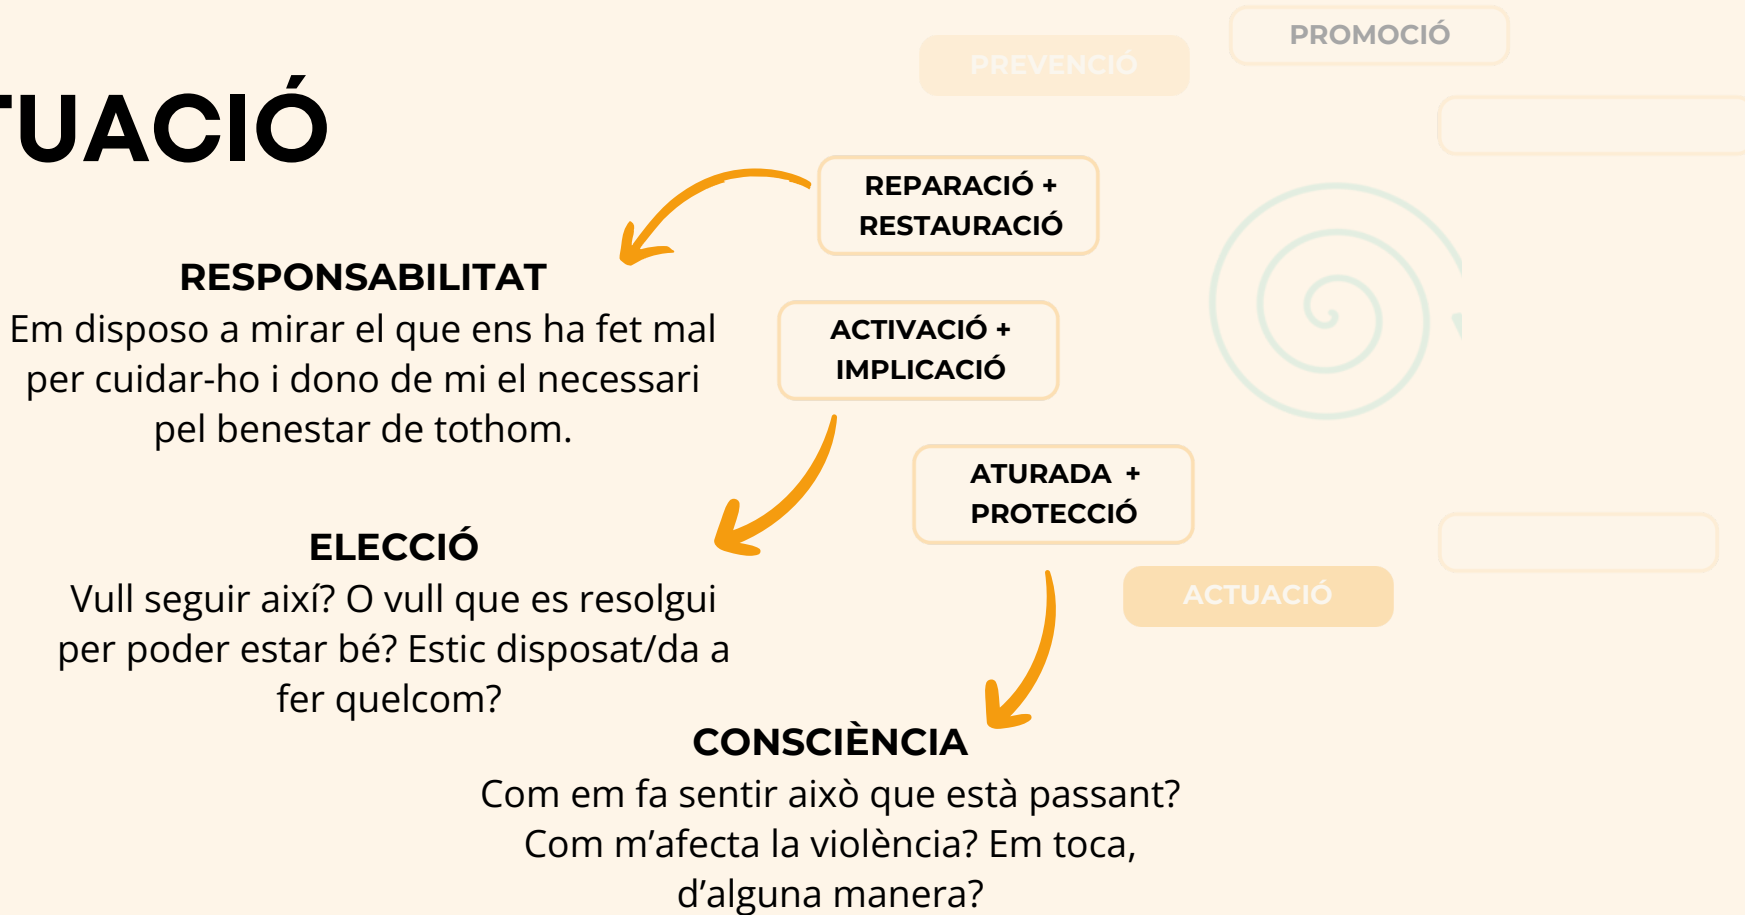 PROMOCIÓ
PREVENCIÓ
TUACIÓ
REPARACIÓ +
RESTAURACIÓ
RESPONSABILITAT
Em disposo a mirar el que ens ha fet mal
per cuidar-ho i dono de mi el necessari
pel benestar de tothom.
ACTIVACIÓ +
IMPLICACIÓ
ATURADA +
PROTECCIÓ
ELECCIÓ
Vull seguir així? O vull que es resolgui
per poder estar bé? Estic disposat/da a
fer quelcom?
ACTUACIÓ
CONSCIÈNCIA
Com em fa sentir això que està passant?
Com m’afecta la violència? Em toca,
d’alguna manera?